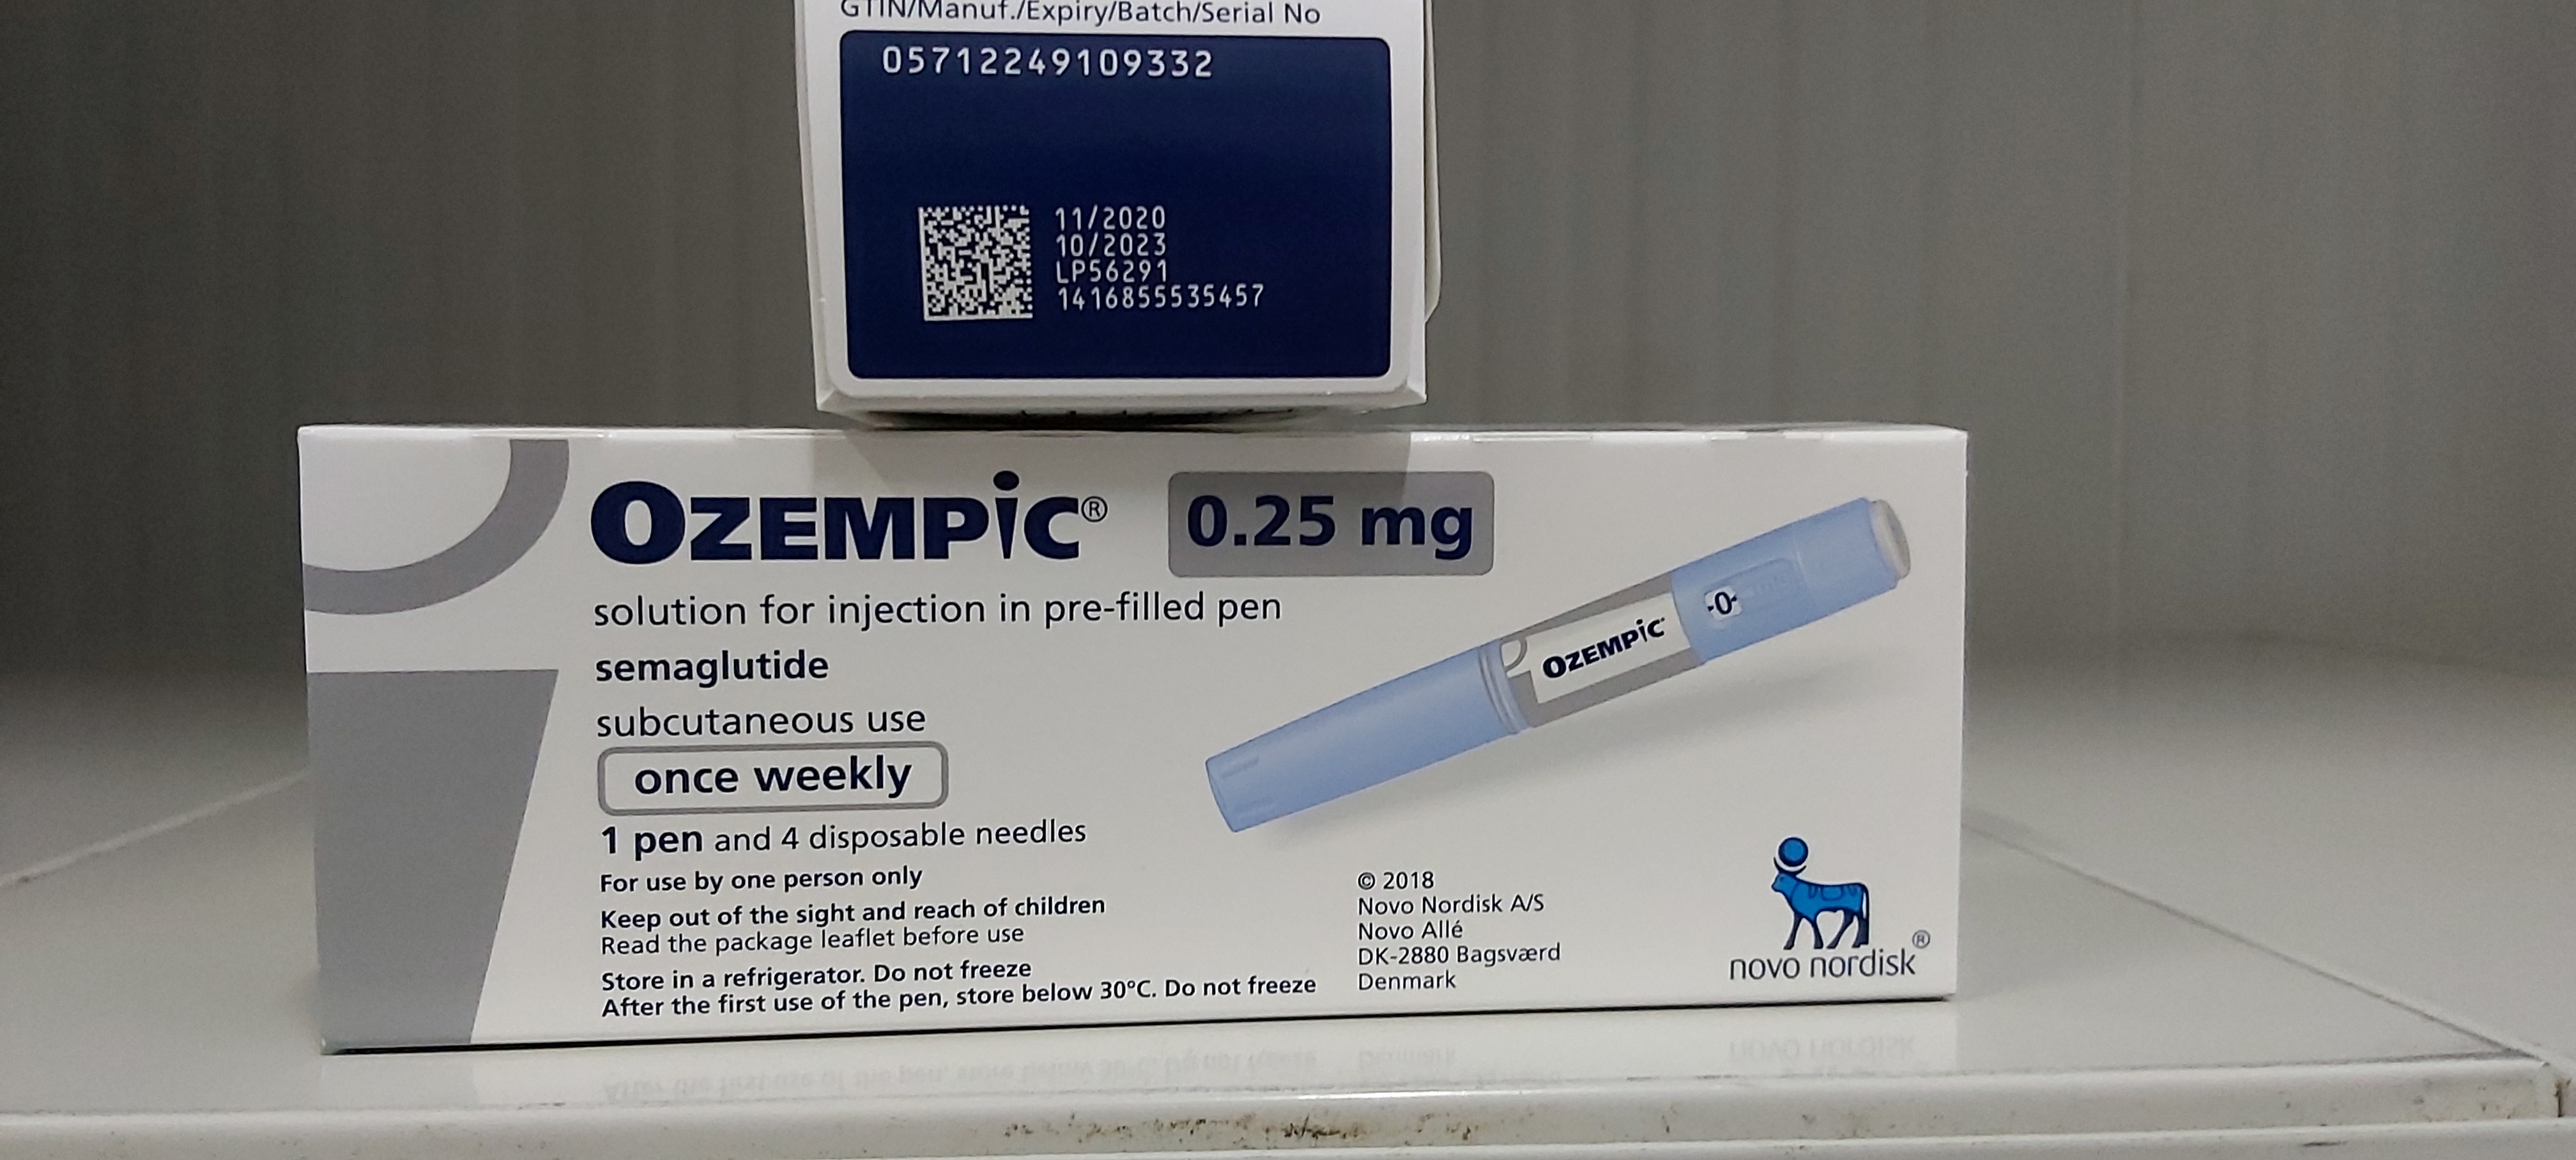 GTIN/Manuf./Expiry/Batch/Serial No
05712249109332
11/2020
10/2023
LP56291
1416855535457
OZEMPIC® 0.25 mg
solution for injection in pre-filled pen
semaglutide
subcutaneous use
once weekly
1 pen and 4 disposable needles
For use by one person only
Keep out of the sight and reach of children
Read the package leaflet before use
Store in a refrigerator. Do not freeze
After the first use of the pen, store below 30°C. Do not freeze
OZEMPIC®
-0-
© 2018
Novo Nordisk A/S
Novo Allé
DK-2880 Bagsværd
Denmark
novo nordisk®